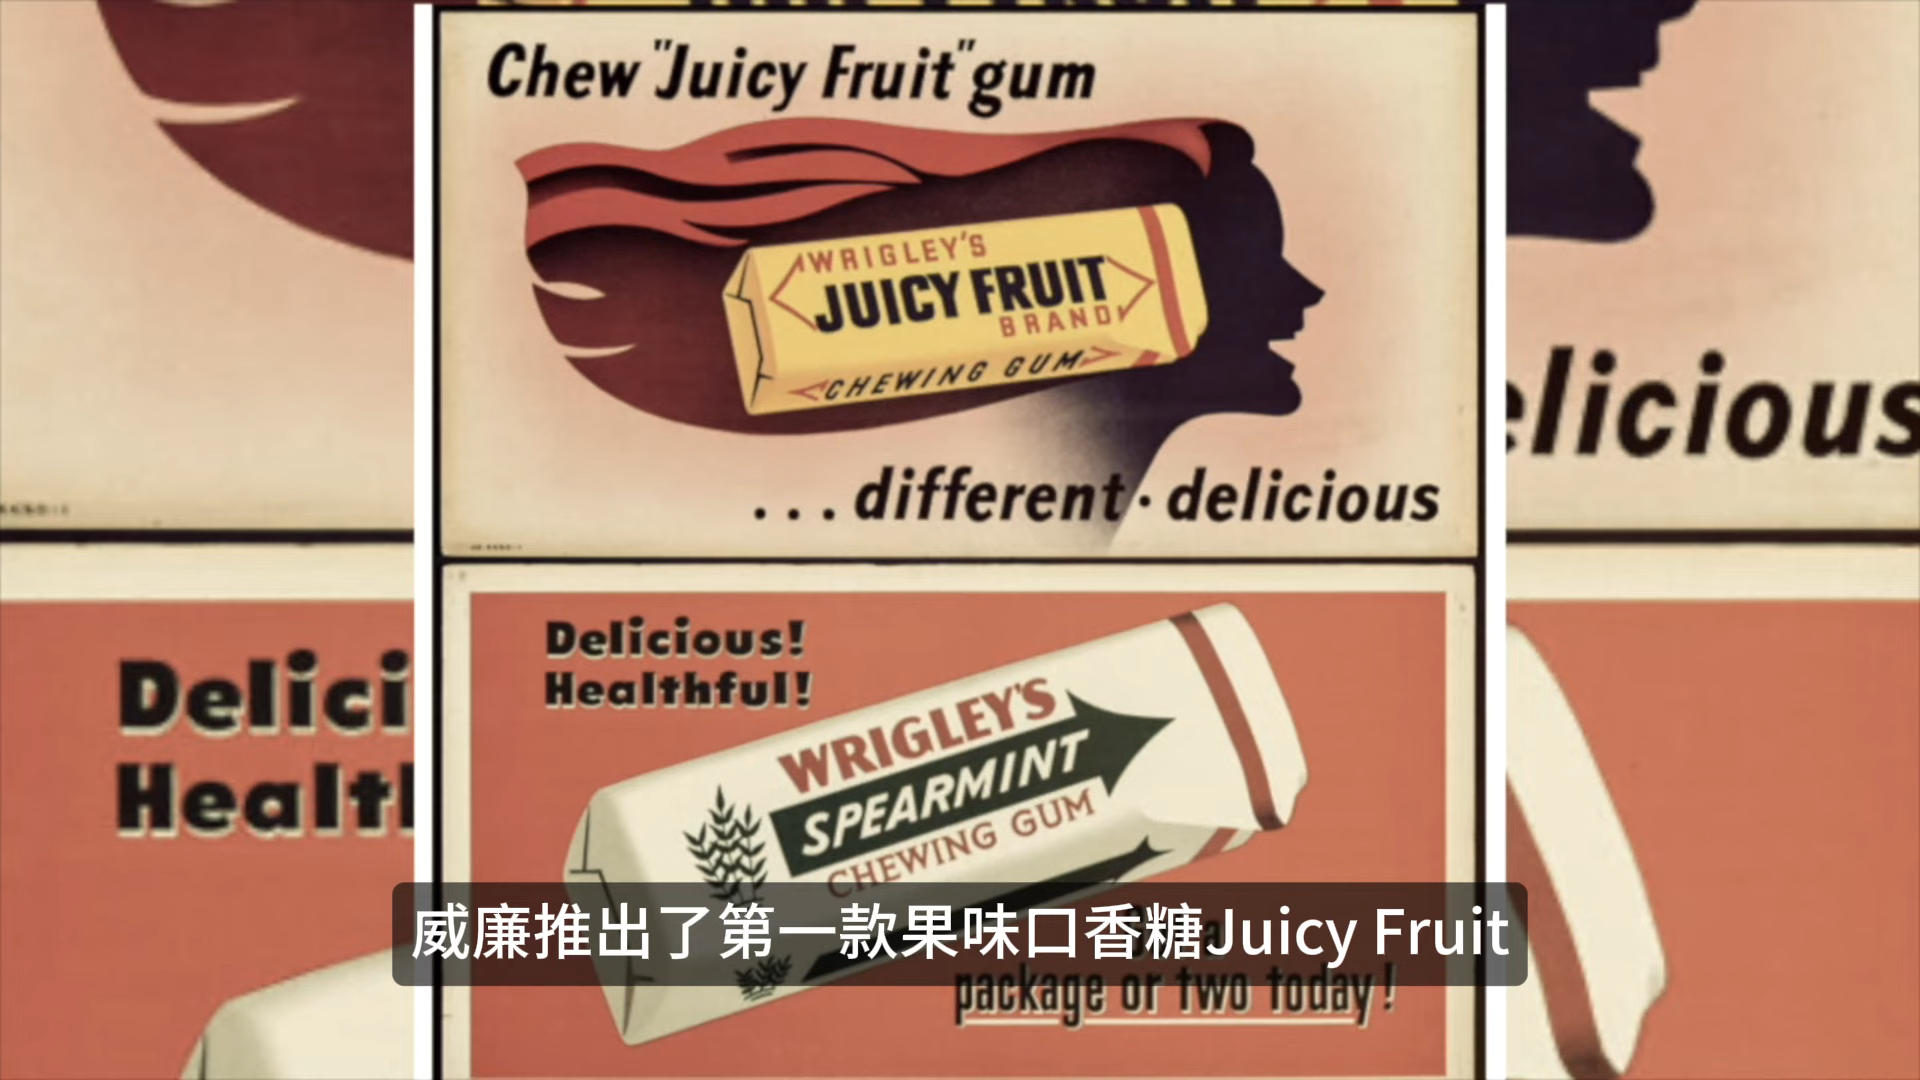 Chew "Juicy Fruit" gum
WRIGLEY'S
JUICY FRUIT
BRAND
CHEWING GUM
...different·delicious
elicious
Delicious!
Healthful!
Delici
Healt
WRIGLEY'S
SPEARMINT
CHEWING GUM
威廉推出了第一款果味口香糖Juicy Fruit
package or two today!